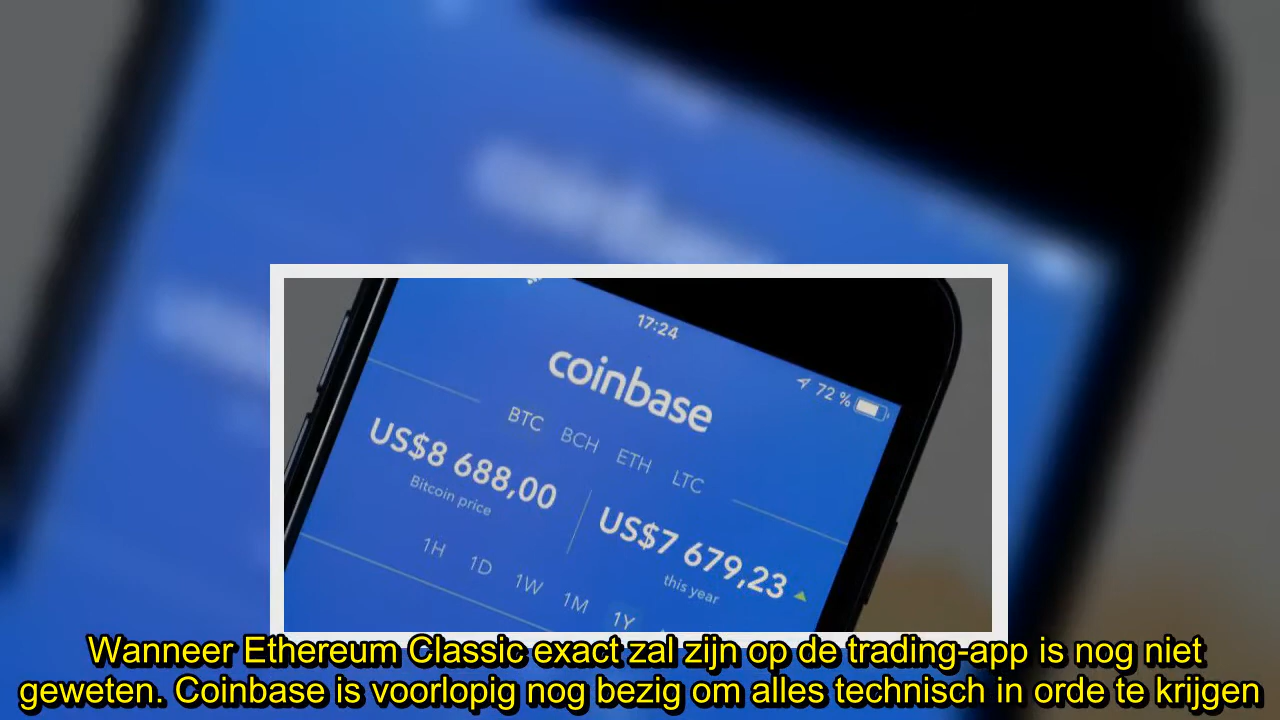 17:24
72 %
coinbase
BTC BCH ETH LTC
US$8 688,00
Bitcoin price
US$7 679,23
this year
1H 1D 1W 1M 1Y
Wanneer Ethereum Classic exact zal zijn op de trading-app is nog niet
geweten. Coinbase is voorlopig nog bezig om alles technisch in orde te krijgen